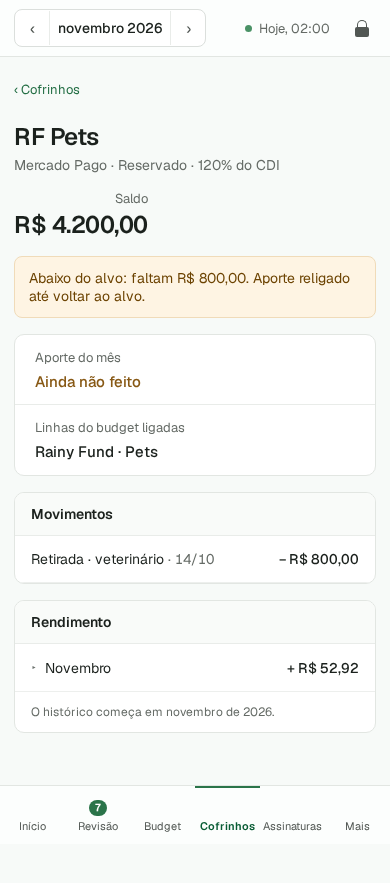 ‹ novembro 2026 › Hoje, 02:00
‹ Cofrinhos
RF Pets
Mercado Pago · Reservado · 120% do CDI
Saldo
R$ 4.200,00
Abaixo do alvo: faltam R$ 800,00. Aporte religado
até voltar ao alvo.
Aporte do mês
Ainda não feito
Linhas do budget ligadas
Rainy Fund · Pets
Movimentos
Retirada · veterinário · 14/10 − R$ 800,00
Rendimento
‣ Novembro + R$ 52,92
O histórico começa em novembro de 2026.
7
Início Revisão Budget Cofrinhos Assinaturas Mais